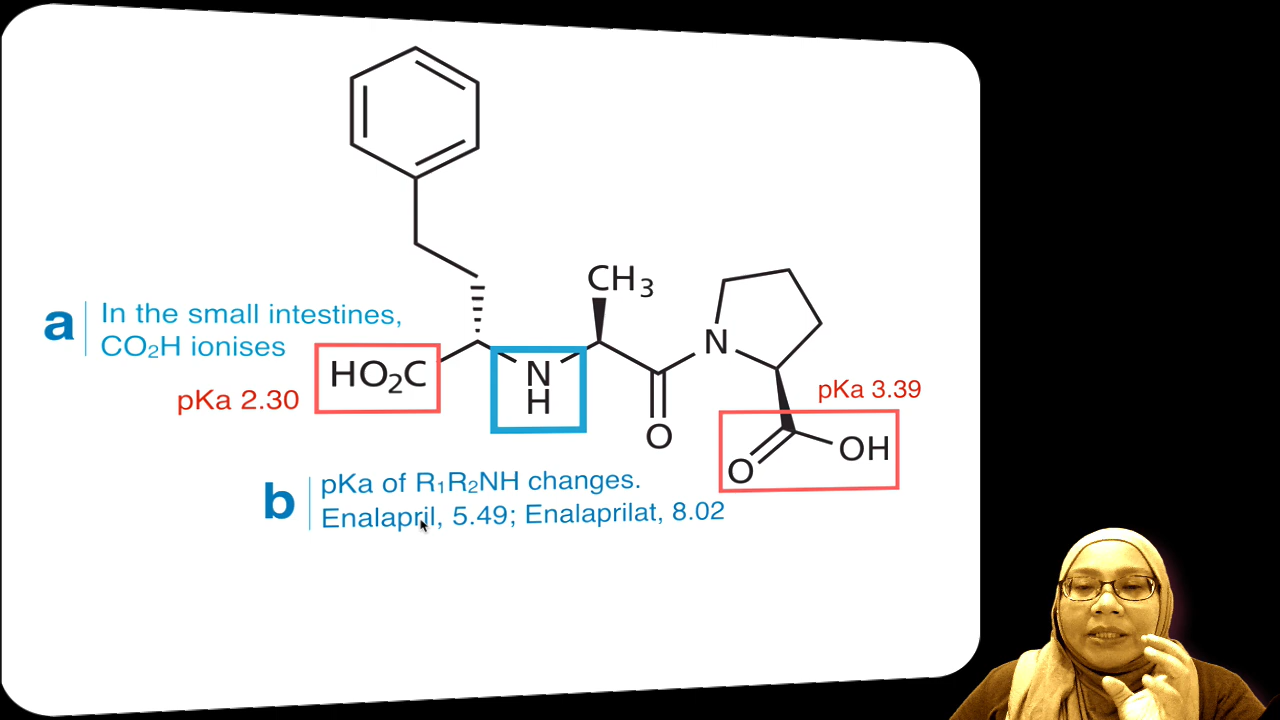 CH₃
a
In the small intestines,
CO₂H ionises
HO₂C
N
H
N
pKa 2.30
pKa 3.39
O
O
OH
b
pKa of R₁R₂NH changes.
Enalapril, 5.49; Enalaprilat, 8.02